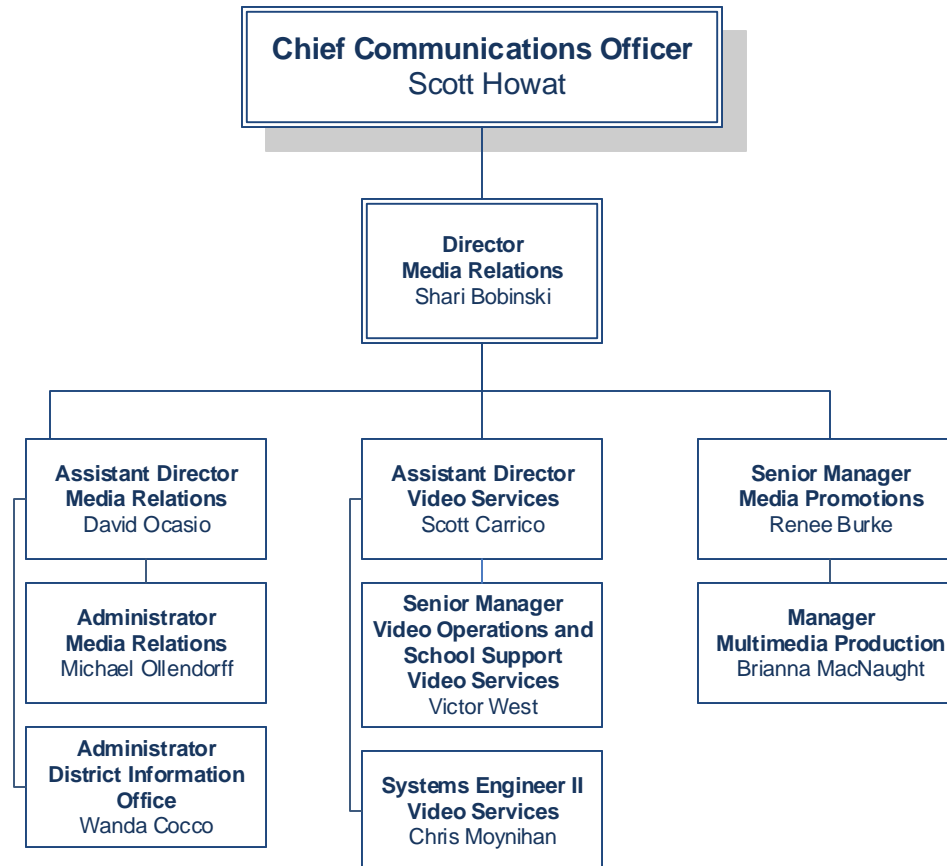 Chief Communications Officer
Scott Howat
Director
Media Relations
Shari Bobinski
Assistant Director
Media Relations
David Ocasio
Assistant Director
Video Services
Scott Carrico
Senior Manager
Media Promotions
Renee Burke
Administrator
Media Relations
Michael Ollendorff
Senior Manager
Video Operations and
School Support
Video Services
Victor West
Manager
Multimedia Production
Brianna MacNaught
Administrator
District Information
Office
Wanda Cocco
Systems Engineer II
Video Services
Chris Moynihan